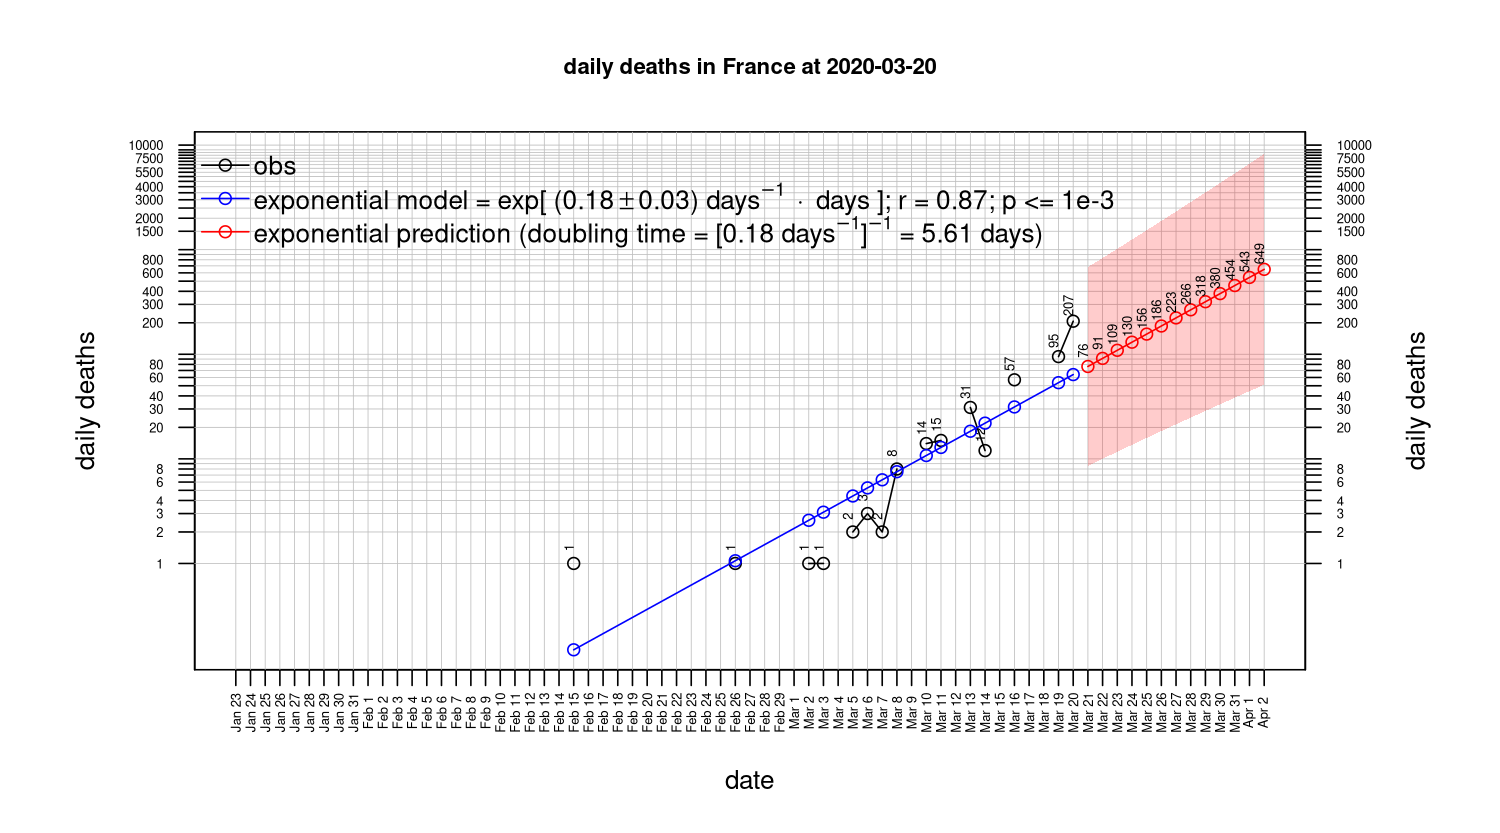 daily deaths in France at 2020-03-20
obs
exponential model = exp[ (0.18 ± 0.03) days⁻¹ · days ]; r = 0.87; p <= 1e-3
exponential prediction (doubling time = [0.18 days⁻¹]⁻¹ = 5.61 days)
daily deaths
10000
7500
5500
4000
3000
2000
1500
800
600
400
300
200
80
60
40
30
20
8
6
4
3
2
1
1 1 1 1 2 3 2 8 14 15 31 12 57 95 207 76 91 109 130 156 186 223 266 318 380 454 543 649
10000
7500
5500
4000
3000
2000
1500
800
600
400
300
200
80
60
40
30
20
8
6
4
3
2
1
daily deaths
Jan 23
Jan 24
Jan 25
Jan 26
Jan 27
Jan 28
Jan 29
Jan 30
Jan 31
Feb 1
Feb 2
Feb 3
Feb 4
Feb 5
Feb 6
Feb 7
Feb 8
Feb 9
Feb 10
Feb 11
Feb 12
Feb 13
Feb 14
Feb 15
Feb 16
Feb 17
Feb 18
Feb 19
Feb 20
Feb 21
Feb 22
Feb 23
Feb 24
Feb 25
Feb 26
Feb 27
Feb 28
Feb 29
Mar 1
Mar 2
Mar 3
Mar 4
Mar 5
Mar 6
Mar 7
Mar 8
Mar 9
Mar 10
Mar 11
Mar 12
Mar 13
Mar 14
Mar 15
Mar 16
Mar 17
Mar 18
Mar 19
Mar 20
Mar 21
Mar 22
Mar 23
Mar 24
Mar 25
Mar 26
Mar 27
Mar 28
Mar 29
Mar 30
Mar 31
Apr 1
Apr 2
date